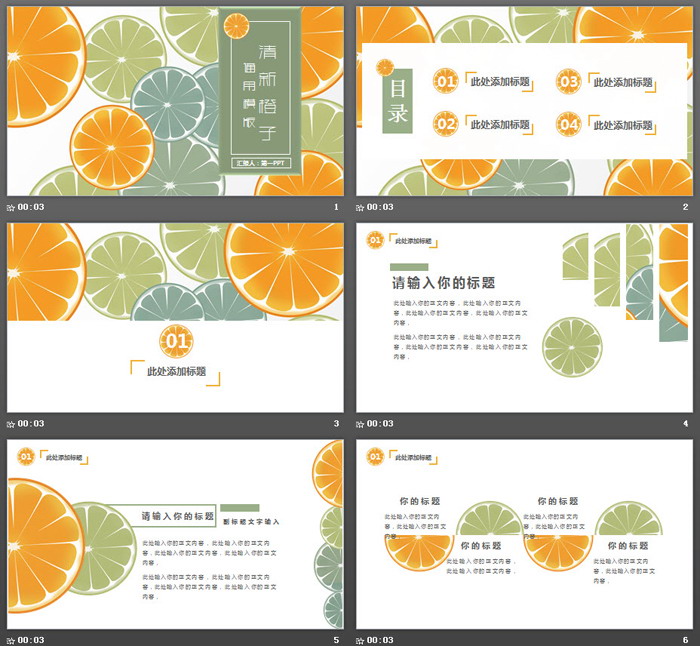 清新橙子
通用模板
汇报人：第一PPT
00:03
1
目录
01 此处添加标题
03 此处添加标题
02 此处添加标题
04 此处添加标题
00:03
2
01
此处添加标题
00:03
3
01 此处添加标题
请输入你的标题
此处输入你的正文内容，此处输入你的正文
内容，此处输入你的正文内容，此处输入你的正文
内容。
此处输入你的正文内容，此处输入你的正文
内容，此处输入你的正文内容，此处输入你的正文
内容。
00:03
4
01 此处添加标题
请输入你的标题
副标题文字输入
此处输入你的正文内容，此处输入你的正文内
容，此处输入你的正文内容，此处输入你的正文
内容。
此处输入你的正文内容，此处输入你的正文内
容，此处输入你的正文内容，此处输入你的正文
内容。
00:03
5
01 此处添加标题
你的标题
此处输入你的正文内
容，此处输入你的正文
内容。
你的标题
此处输入你的正文内
容，此处输入你的正文
内容。
你的标题
此处输入你的正文内
容，此处输入你的正文
内容。
你的标题
此处输入你的正文内
容，此处输入你的正文
内容。
00:03
6